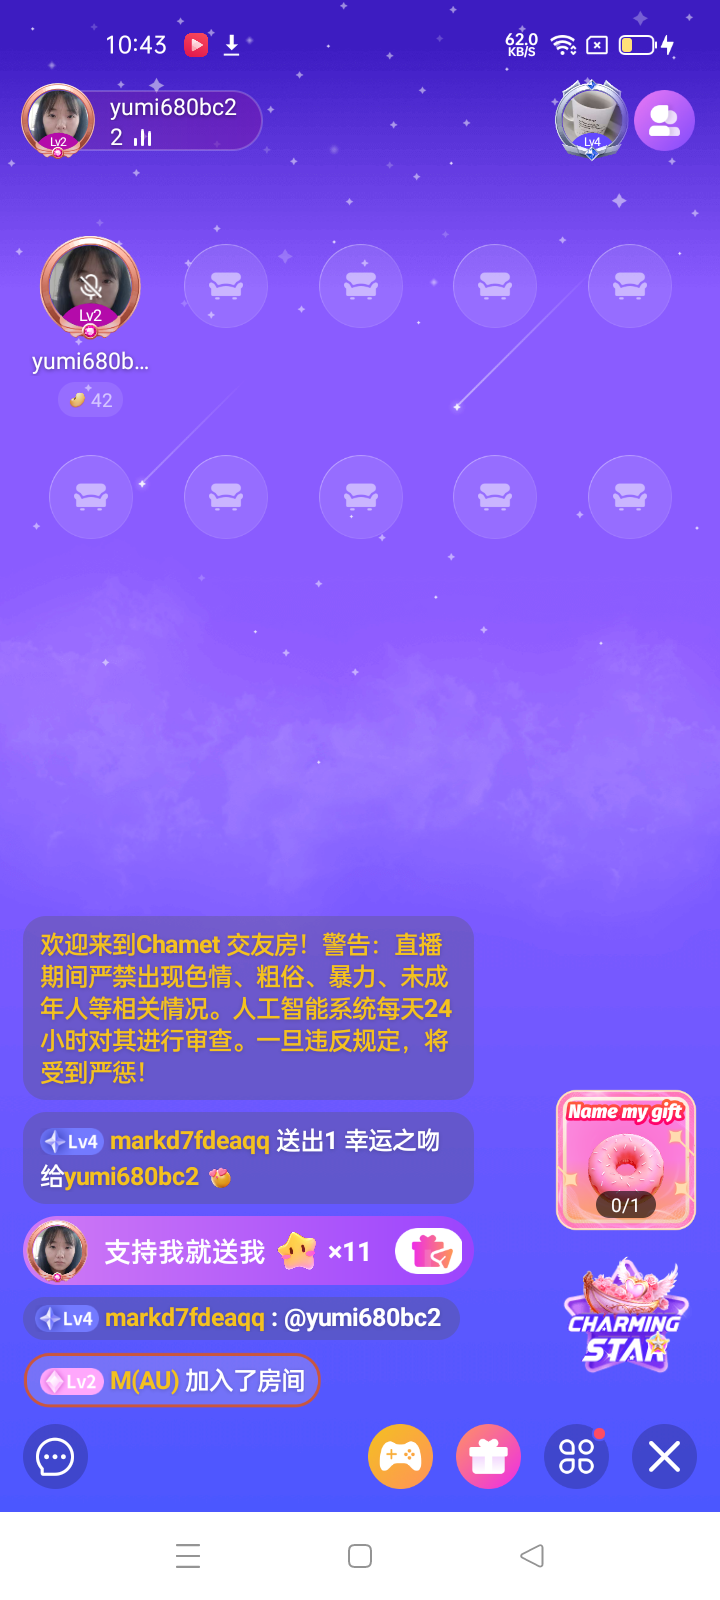 10:43
62.0
KB/S
yumi680bc2
2
Lv2
Lv4
Lv2
yumi680b...
42
欢迎来到Chamet 交友房！警告：直播
期间严禁出现色情、粗俗、暴力、未成
年人等相关情况。人工智能系统每天24
小时对其进行审查。一旦违反规定，将
受到严惩！
Lv4 markd7fdeaqq 送出1 幸运之吻
给yumi680bc2
支持我就送我 ×11
Lv4 markd7fdeaqq : @yumi680bc2
Lv2 M(AU) 加入了房间
Name my gift
0/1
CHARMING
STAR